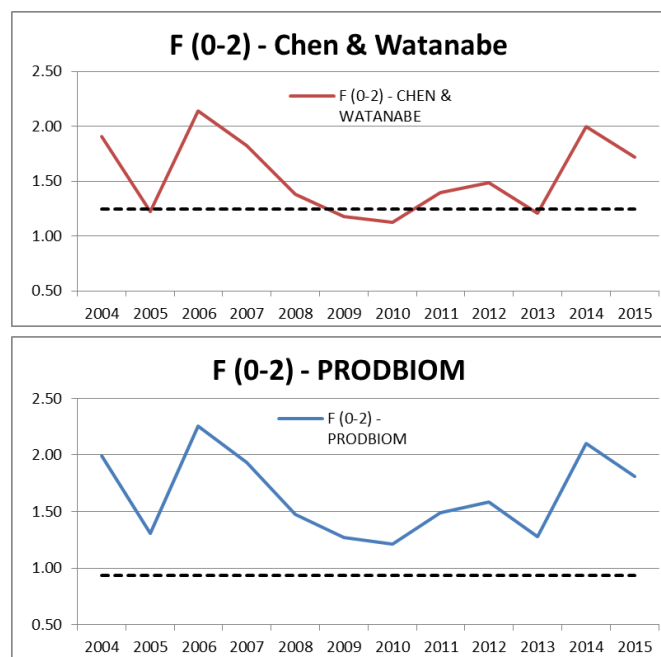 F (0-2) - Chen & Watanabe
2.50
F (0-2) - CHEN &
WATANABE
2.00
1.50
1.00
0.50
2004 2005 2006 2007 2008 2009 2010 2011 2012 2013 2014 2015
F (0-2) - PRODBIOM
2.50
F (0-2) -
PRODBIOM
2.00
1.50
1.00
0.50
2004 2005 2006 2007 2008 2009 2010 2011 2012 2013 2014 2015